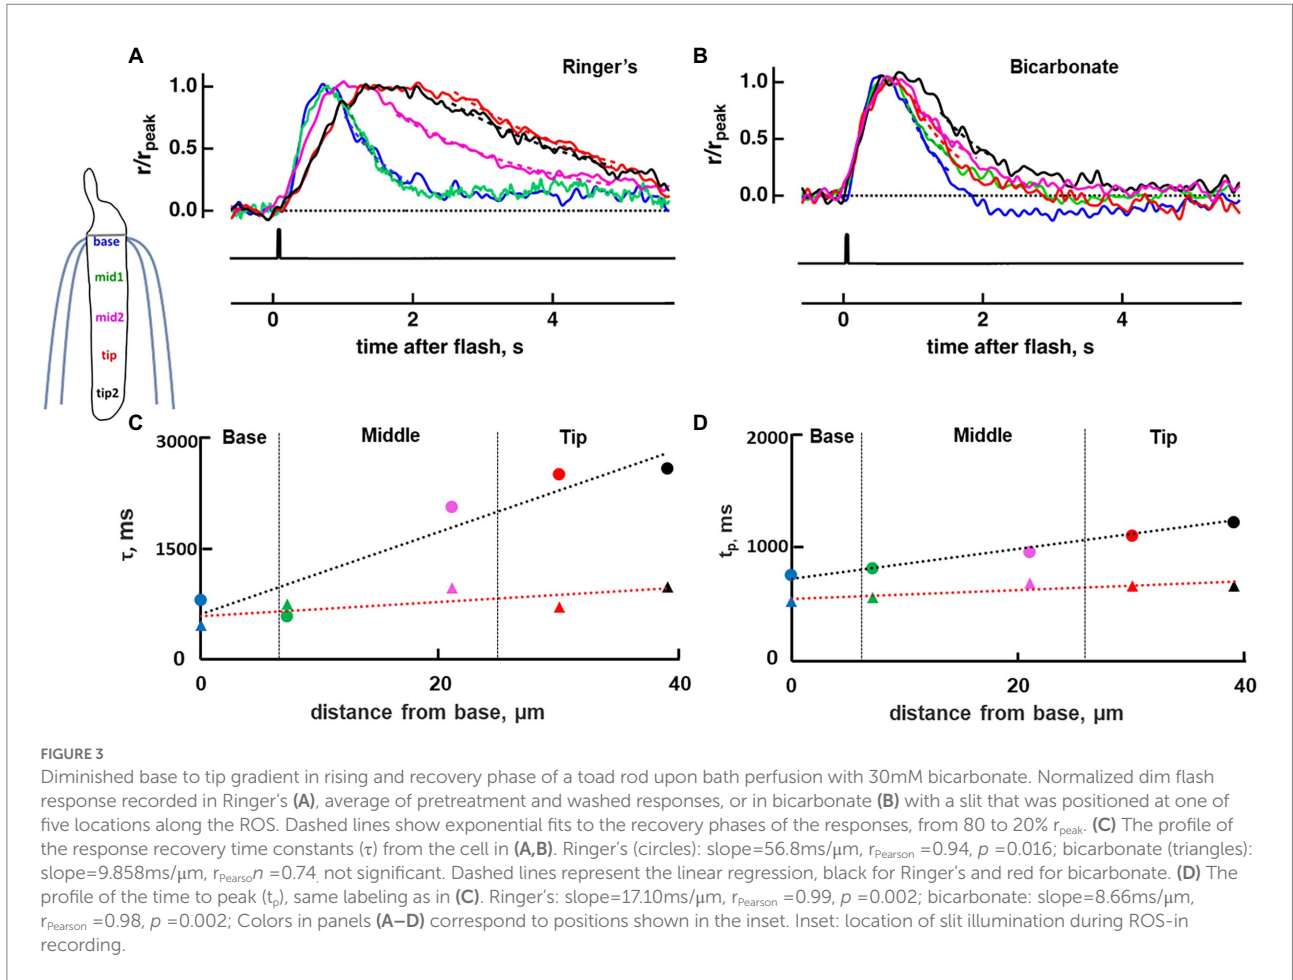 A
Ringer's
1.0
0.5
0.0
r/rpeak
0
2
4
time after flash, s
B
Bicarbonate
1.0
0.5
0.0
r/rpeak
0
2
4
time after flash, s
base
mid1
mid2
tip
tip2
C
Base
Middle
Tip
3000
1500
0
τ, ms
0
20
40
distance from base, µm
D
Base
Middle
Tip
2000
1000
0
tp, ms
0
20
40
distance from base, µm
FIGURE 3
Diminished base to tip gradient in rising and recovery phase of a toad rod upon bath perfusion with 30mM bicarbonate. Normalized dim flash
response recorded in Ringer's (A), average of pretreatment and washed responses, or in bicarbonate (B) with a slit that was positioned at one of
five locations along the ROS. Dashed lines show exponential fits to the recovery phases of the responses, from 80 to 20% rpeak. (C) The profile of
the response recovery time constants (τ) from the cell in (A,B). Ringer's (circles): slope=56.8ms/μm, rPearson =0.94, p =0.016; bicarbonate (triangles):
slope=9.858ms/μm, rPearson =0.74, not significant. Dashed lines represent the linear regression, black for Ringer's and red for bicarbonate. (D) The
profile of the time to peak (tp), same labeling as in (C). Ringer's: slope=17.10ms/μm, rPearson =0.99, p =0.002; bicarbonate: slope=8.66ms/μm,
rPearson =0.98, p =0.002; Colors in panels (A–D) correspond to positions shown in the inset. Inset: location of slit illumination during ROS-in
recording.